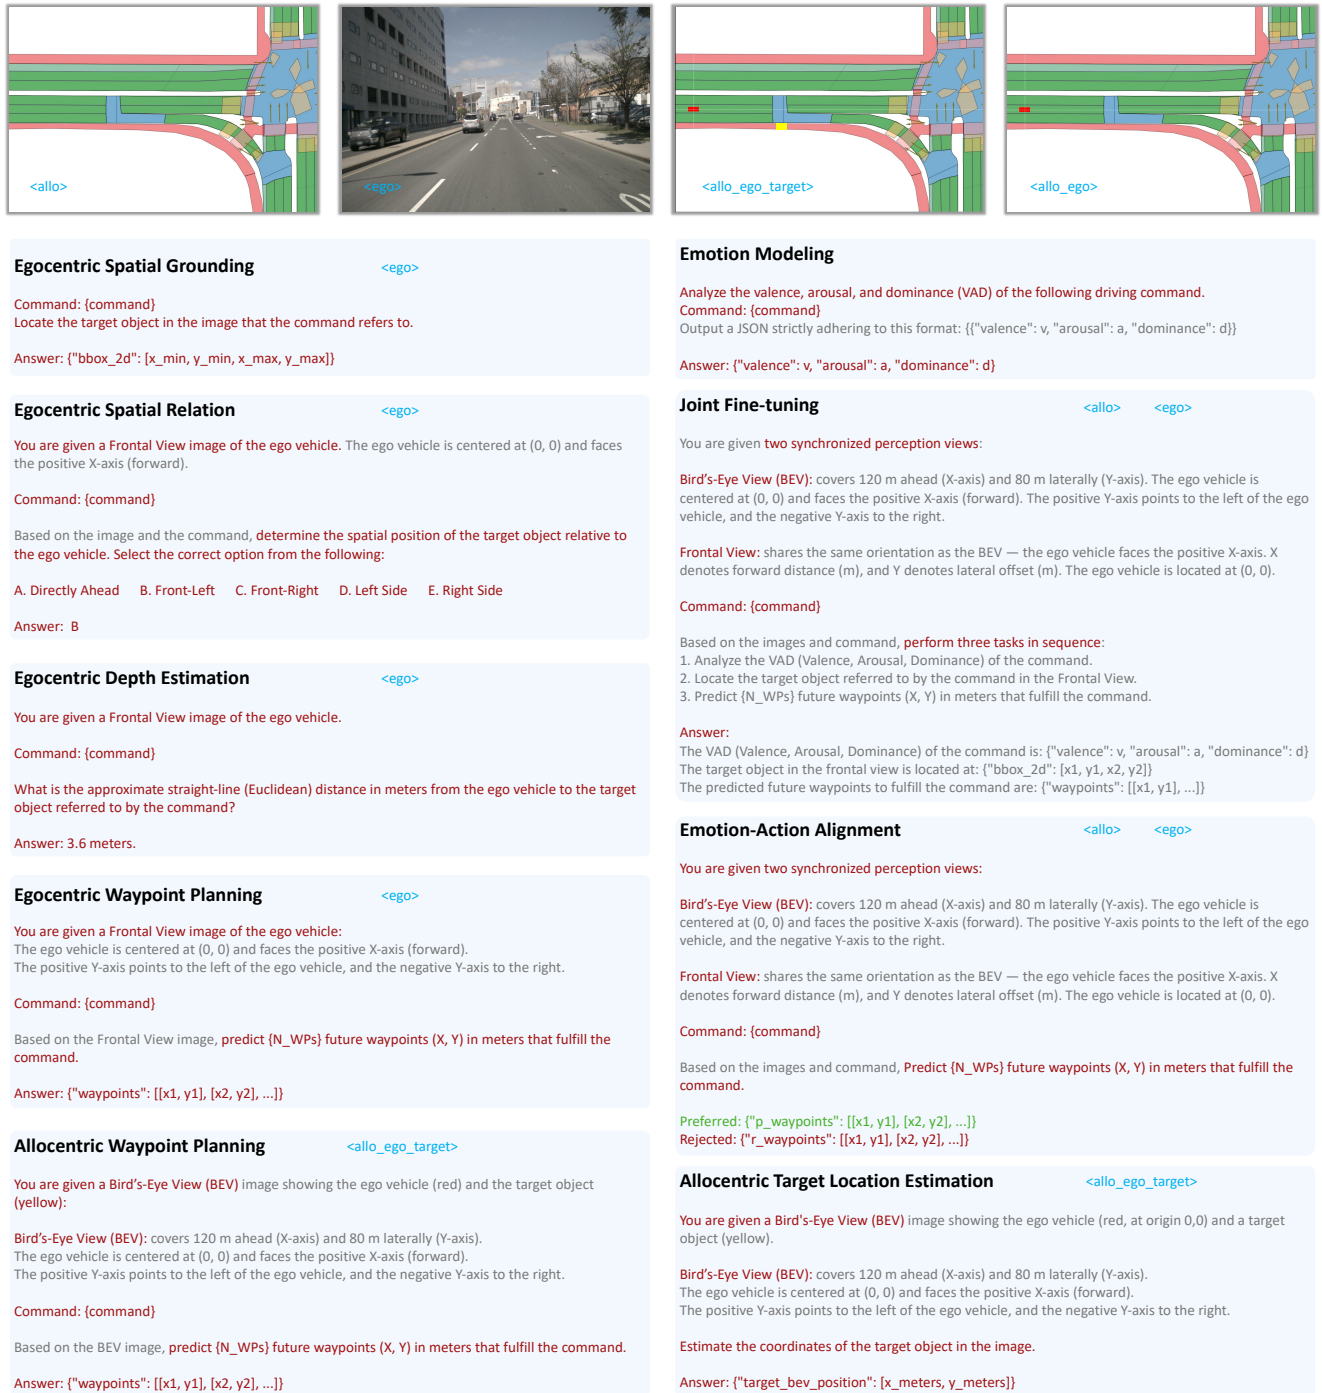 <allo>
<ego>
<allo_ego_target>
<allo_ego>
Egocentric Spatial Grounding <ego>
Command: {command}
Locate the target object in the image that the command refers to.
Answer: {"bbox_2d": [x_min, y_min, x_max, y_max]}
Egocentric Spatial Relation <ego>
You are given a Frontal View image of the ego vehicle. The ego vehicle is centered at (0, 0) and faces
the positive X-axis (forward).
Command: {command}
Based on the image and the command, determine the spatial position of the target object relative to
the ego vehicle. Select the correct option from the following:
A. Directly Ahead B. Front-Left C. Front-Right D. Left Side E. Right Side
Answer: B
Egocentric Depth Estimation <ego>
You are given a Frontal View image of the ego vehicle.
Command: {command}
What is the approximate straight-line (Euclidean) distance in meters from the ego vehicle to the target
object referred to by the command?
Answer: 3.6 meters.
Egocentric Waypoint Planning <ego>
You are given a Frontal View image of the ego vehicle:
The ego vehicle is centered at (0, 0) and faces the positive X-axis (forward).
The positive Y-axis points to the left of the ego vehicle, and the negative Y-axis to the right.
Command: {command}
Based on the Frontal View image, predict {N_WPs} future waypoints (X, Y) in meters that fulfill the
command.
Answer: {"waypoints": [[x1, y1], [x2, y2], ...]}
Allocentric Waypoint Planning <allo_ego_target>
You are given a Bird's-Eye View (BEV) image showing the ego vehicle (red) and the target object
(yellow):
Bird's-Eye View (BEV): covers 120 m ahead (X-axis) and 80 m laterally (Y-axis).
The ego vehicle is centered at (0, 0) and faces the positive X-axis (forward).
The positive Y-axis points to the left of the ego vehicle, and the negative Y-axis to the right.
Command: {command}
Based on the BEV image, predict {N_WPs} future waypoints (X, Y) in meters that fulfill the command.
Answer: {"waypoints": [[x1, y1], [x2, y2], ...]}
Emotion Modeling
Analyze the valence, arousal, and dominance (VAD) of the following driving command.
Command: {command}
Output a JSON strictly adhering to this format: {{"valence": v, "arousal": a, "dominance": d}}
Answer: {"valence": v, "arousal": a, "dominance": d}
Joint Fine-tuning <allo> <ego>
You are given two synchronized perception views:
Bird's-Eye View (BEV): covers 120 m ahead (X-axis) and 80 m laterally (Y-axis). The ego vehicle is
centered at (0, 0) and faces the positive X-axis (forward). The positive Y-axis points to the left of the ego
vehicle, and the negative Y-axis to the right.
Frontal View: shares the same orientation as the BEV — the ego vehicle faces the positive X-axis. X
denotes forward distance (m), and Y denotes lateral offset (m). The ego vehicle is located at (0, 0).
Command: {command}
Based on the images and command, perform three tasks in sequence:
1. Analyze the VAD (Valence, Arousal, Dominance) of the command.
2. Locate the target object referred to by the command in the Frontal View.
3. Predict {N_WPs} future waypoints (X, Y) in meters that fulfill the command.
Answer:
The VAD (Valence, Arousal, Dominance) of the command is: {"valence": v, "arousal": a, "dominance": d}
The target object in the frontal view is located at: {"bbox_2d": [x1, y1, x2, y2]}
The predicted future waypoints to fulfill the command are: {"waypoints": [[x1, y1], ...]}
Emotion-Action Alignment <allo> <ego>
You are given two synchronized perception views:
Bird's-Eye View (BEV): covers 120 m ahead (X-axis) and 80 m laterally (Y-axis). The ego vehicle is
centered at (0, 0) and faces the positive X-axis (forward). The positive Y-axis points to the left of the ego
vehicle, and the negative Y-axis to the right.
Frontal View: shares the same orientation as the BEV — the ego vehicle faces the positive X-axis. X
denotes forward distance (m), and Y denotes lateral offset (m). The ego vehicle is located at (0, 0).
Command: {command}
Based on the images and command, Predict {N_WPs} future waypoints (X, Y) in meters that fulfill the
command.
Preferred: {"p_waypoints": [[x1, y1], [x2, y2], ...]}
Rejected: {"r_waypoints": [[x1, y1], [x2, y2], ...]}
Allocentric Target Location Estimation <allo_ego_target>
You are given a Bird's-Eye View (BEV) image showing the ego vehicle (red, at origin 0,0) and a target
object (yellow).
Bird's-Eye View (BEV): covers 120 m ahead (X-axis) and 80 m laterally (Y-axis).
The ego vehicle is centered at (0, 0) and faces the positive X-axis (forward).
The positive Y-axis points to the left of the ego vehicle, and the negative Y-axis to the right.
Estimate the coordinates of the target object in the image.
Answer: {"target_bev_position": [x_meters, y_meters]}